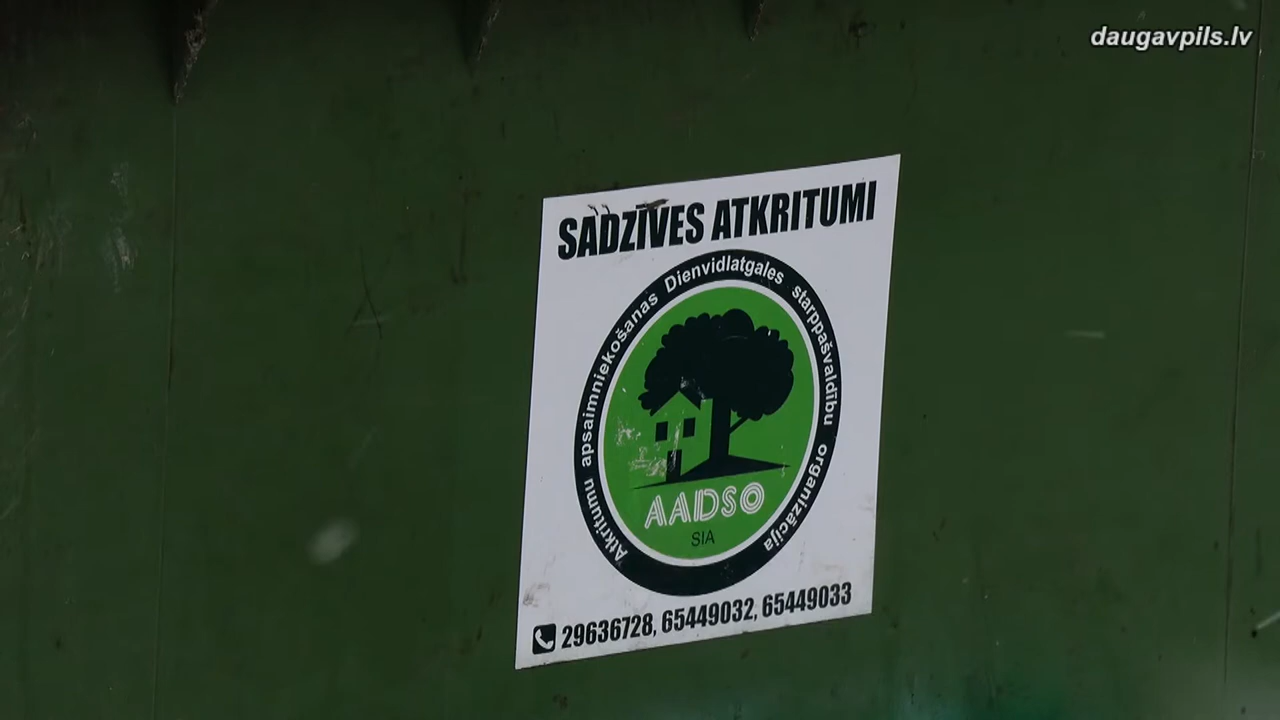 daugavpils.lv
SADZĪVES ATKRITUMI
Atkritumu apsaimniekošanas Dienvidlatgales starppašvaldību organizācija
AADSO
SIA
29636728, 65449032, 65449033